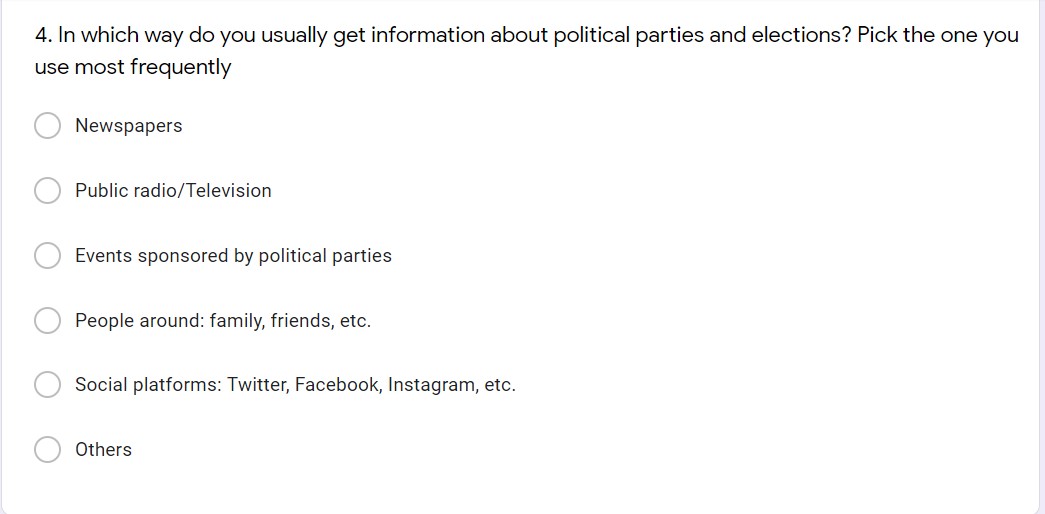 4. In which way do you usually get information about political parties and elections? Pick the one you
use most frequently
Newspapers
Public radio/Television
Events sponsored by political parties
People around: family, friends, etc.
Social platforms: Twitter, Facebook, Instagram, etc.
Others